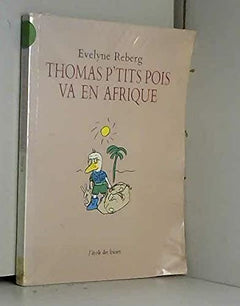 Evelyne Reberg
THOMAS P'TITS POIS
VA EN AFRIQUE
l'école des loisirs